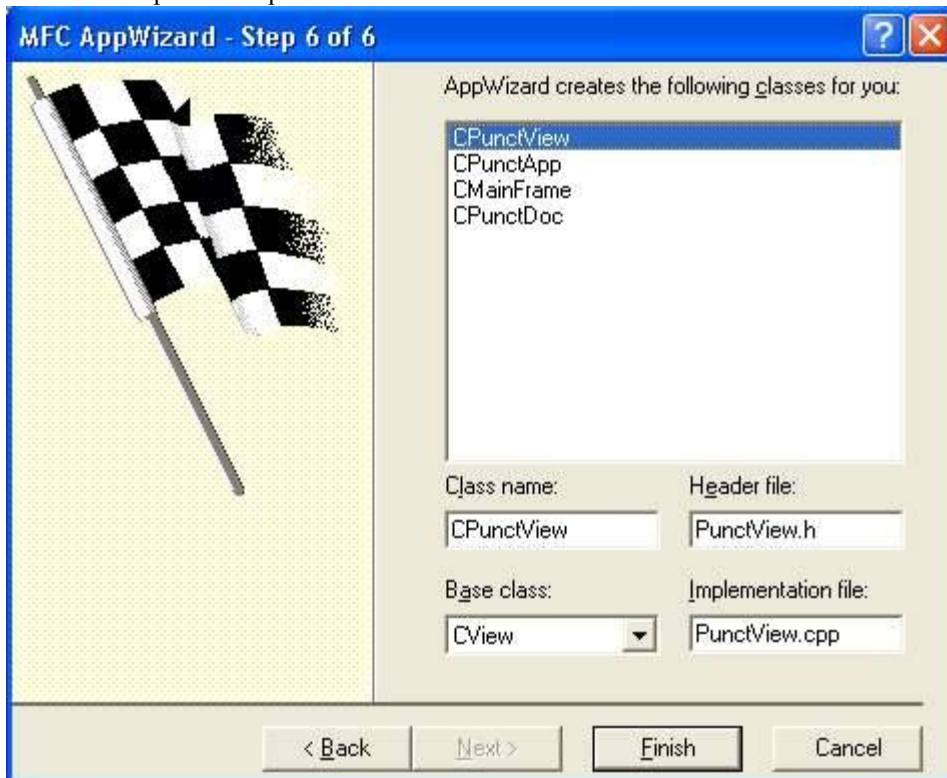 MFC AppWizard - Step 6 of 6
AppWizard creates the following classes for you:
CPunctView
CPunctApp
CMainFrame
CPunctDoc
Class name:
Header file:
CPunctView
PunctView.h
Base class:
Implementation file:
CView
PunctView.cpp
< Back
Next >
Finish
Cancel